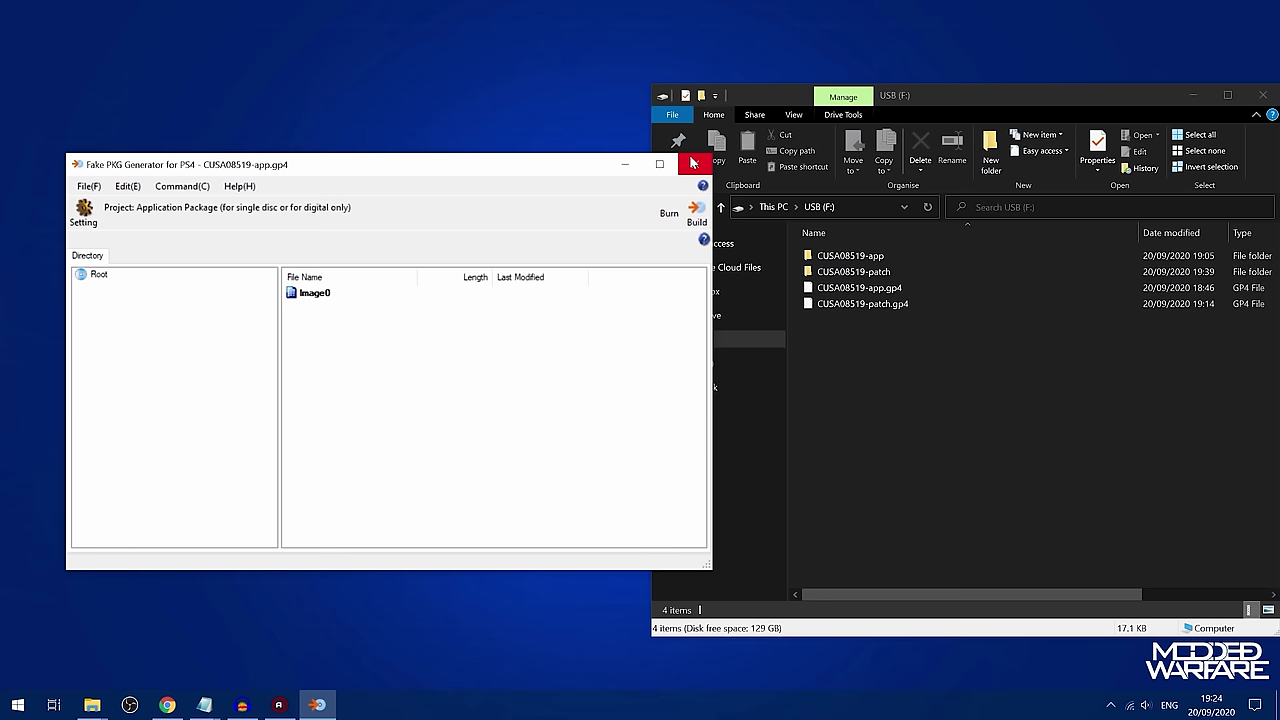 Fake PKG Generator for PS4 - CUSA08519-app.gp4
File(F) Edit(E) Command(C) Help(H)
Setting
Project: Application Package (for single disc or for digital only)
Burn
Build
Directory
Root
File Name Length Last Modified
Image0
Manage
USB (F:)
File Home Share View Drive Tools
opy
Paste
Cut
Copy path
Paste shortcut
Clipboard
Move to
Copy to
Delete
Rename
Organise
New folder
New item
Easy access
New
Properties
Open
Edit
History
Open
Select all
Select none
Invert selection
Select
This PC > USB (F:)
Search USB (F:)
ccess
e Cloud Files
ox
ve
k
Name Date modified Type
CUSA08519-app 20/09/2020 19:05 File folder
CUSA08519-patch 20/09/2020 18:39 File folder
CUSA08519-app.gp4 20/09/2020 18:46 GP4 File
CUSA08519-patch.gp4 20/09/2020 19:14 GP4 File
4 items
4 items (Disk free space: 129 GB) 17.1 KB Computer
MODDED
WARFARE
ENG
19:24
20/09/2020